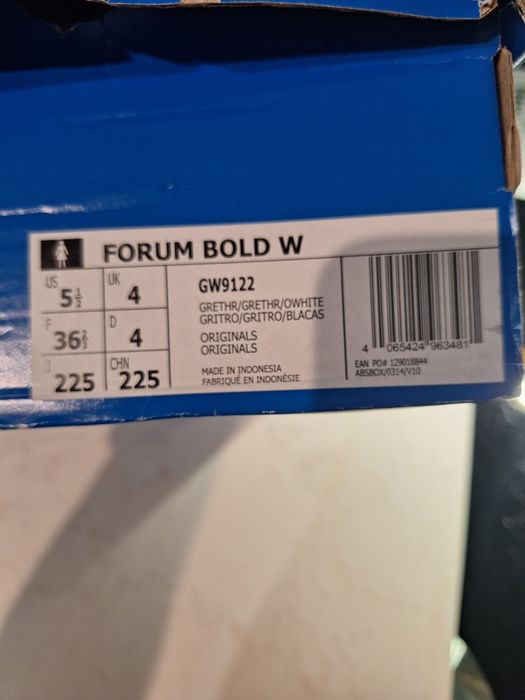 FORUM BOLD W
US 5½ UK 4
F 36⅔ D 4
J 225 CHN 225
GW9122
GRETHR/GRETHR/OWHITE
GRITRO/GRITRO/BLACAS
ORIGINALS
ORIGINALS
MADE IN INDONESIA
FABRIQUÉ EN INDONÉSIE
4 065424 963481
EAN PO# 129018844
ABSBOX/0314/V10